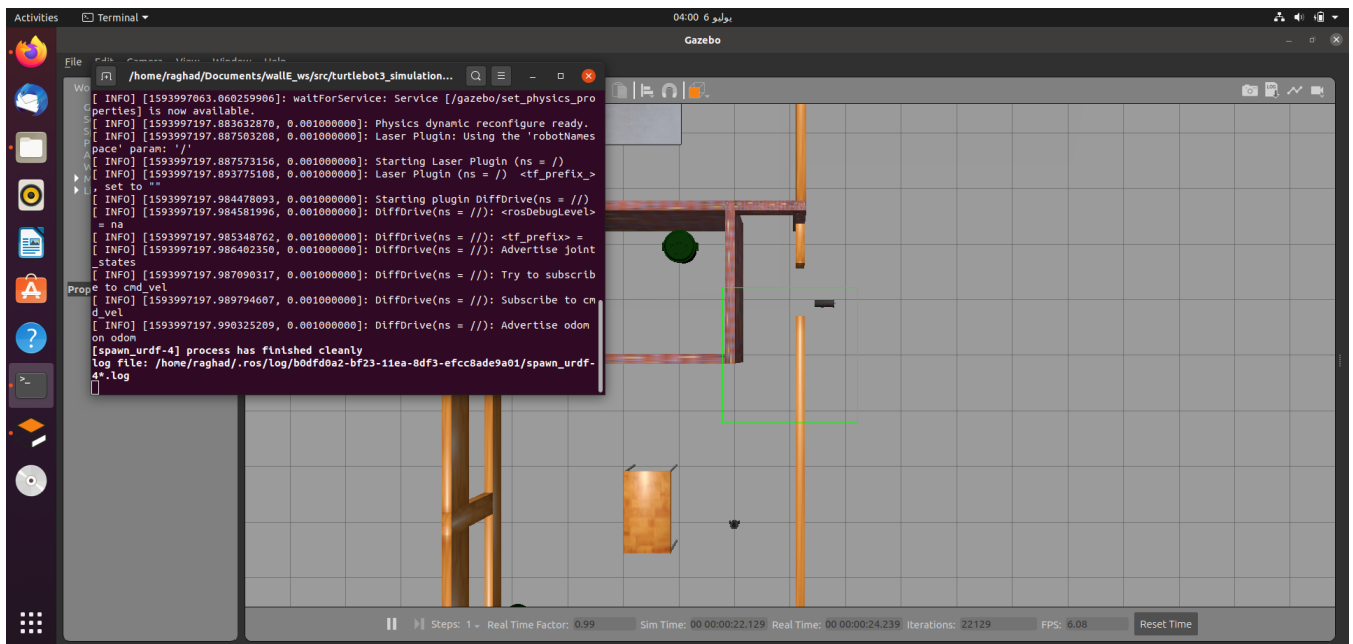 Activities
Terminal
04:00 6 يوليو
Gazebo
File Edit Camera View Window Help
/home/raghad/Documents/wallE_ws/src/turtlebot3_simulation...
[ INFO] [1593997063.060259906]: waitForService: Service [/gazebo/set_physics_pro
perties] is now available.
[ INFO] [1593997197.883632870, 0.001000000]: Physics dynamic reconfigure ready.
[ INFO] [1593997197.887503208, 0.001000000]: Laser Plugin: Using the 'robotNames
pace' param: '/'
[ INFO] [1593997197.887573156, 0.001000000]: Starting Laser Plugin (ns = /)
[ INFO] [1593997197.893775108, 0.001000000]: Laser Plugin (ns = /)  <tf_prefix_>
, set to ""
[ INFO] [1593997197.984478093, 0.001000000]: Starting plugin DiffDrive(ns = //)
[ INFO] [1593997197.984581996, 0.001000000]: DiffDrive(ns = //): <rosDebugLevel>
 = na
[ INFO] [1593997197.985348762, 0.001000000]: DiffDrive(ns = //): <tf_prefix> =
[ INFO] [1593997197.986402350, 0.001000000]: DiffDrive(ns = //): Advertise joint
_states
[ INFO] [1593997197.987090317, 0.001000000]: DiffDrive(ns = //): Try to subscrib
e to cmd_vel
[ INFO] [1593997197.989794607, 0.001000000]: DiffDrive(ns = //): Subscribe to cm
d_vel
[ INFO] [1593997197.990325209, 0.001000000]: DiffDrive(ns = //): Advertise odom
on odom
[spawn_urdf-4] process has finished cleanly
log file: /home/raghad/.ros/log/b0dfd0a2-bf23-11ea-8df3-efcc8ade9a01/spawn_urdf-
4*.log
Prop
Steps: 1
Real Time Factor: 0.99
Sim Time: 00 00:00:22.129
Real Time: 00 00:00:24.239
Iterations: 22129
FPS: 6.08
Reset Time